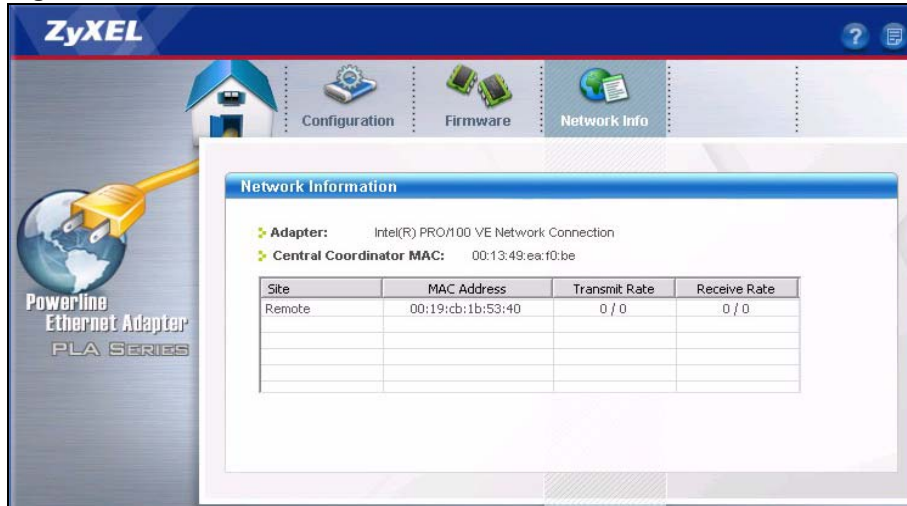 ZyXEL
?
Configuration
Firmware
Network Info
Network Information
Adapter: Intel(R) PRO/100 VE Network Connection
Central Coordinator MAC: 00:13:49:ea:f0:be
Site MAC Address Transmit Rate Receive Rate
Remote 00:19:cb:1b:53:40 0 / 0 0 / 0
Powerline
Ethernet Adapter
PLA SERIES